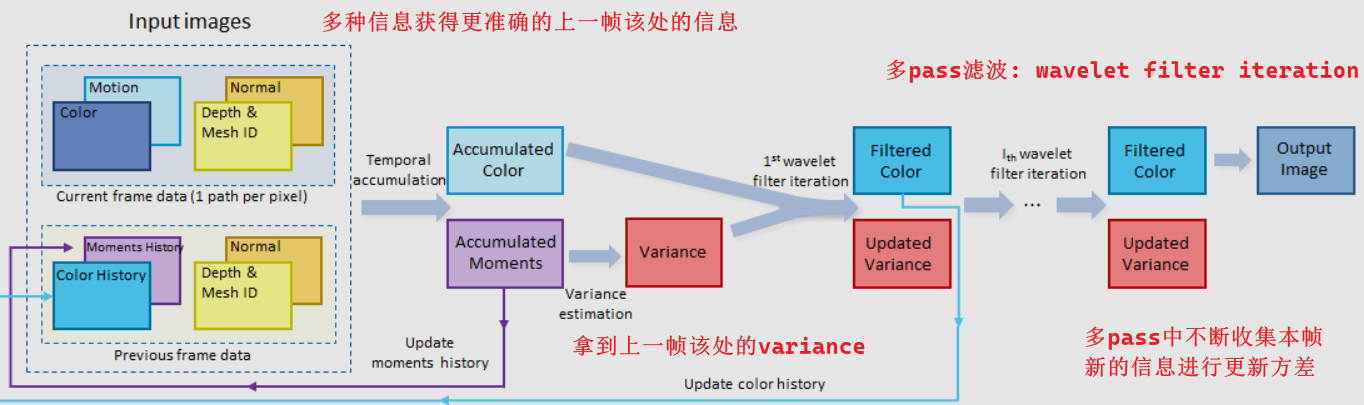 Input images
多种信息获得更准确的上一帧该处的信息
多pass滤波: wavelet filter iteration
Motion
Normal
Color
Depth &
Mesh ID
Current frame data (1 path per pixel)
Moments History
Normal
Color History
Depth &
Mesh ID
Previous frame data
Temporal
accumulation
Accumulated
Color
Accumulated
Moments
Update
moments history
Variance
estimation
Variance
拿到上一帧该处的variance
1st wavelet
filter iteration
Filtered
Color
Updated
Variance
Update color history
Ith wavelet
filter iteration
...
Filtered
Color
Updated
Variance
Output
Image
多pass中不断收集本帧
新的信息进行更新方差